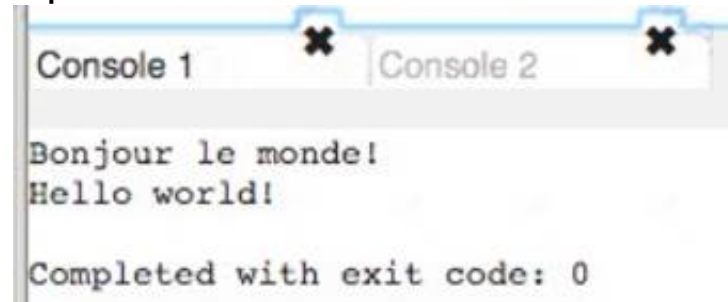 Console 1 Console 2
Bonjour le monde!
Hello world!
Completed with exit code: 0